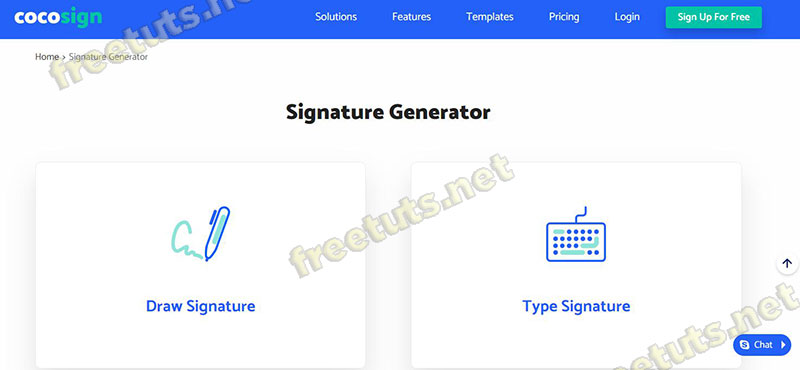 cocosign
Solutions Features Templates Pricing Login Sign Up For Free
Home > Signature Generator
Signature Generator
Draw Signature
Type Signature
Chat
freetuts.net
freetuts.net
freetuts.net